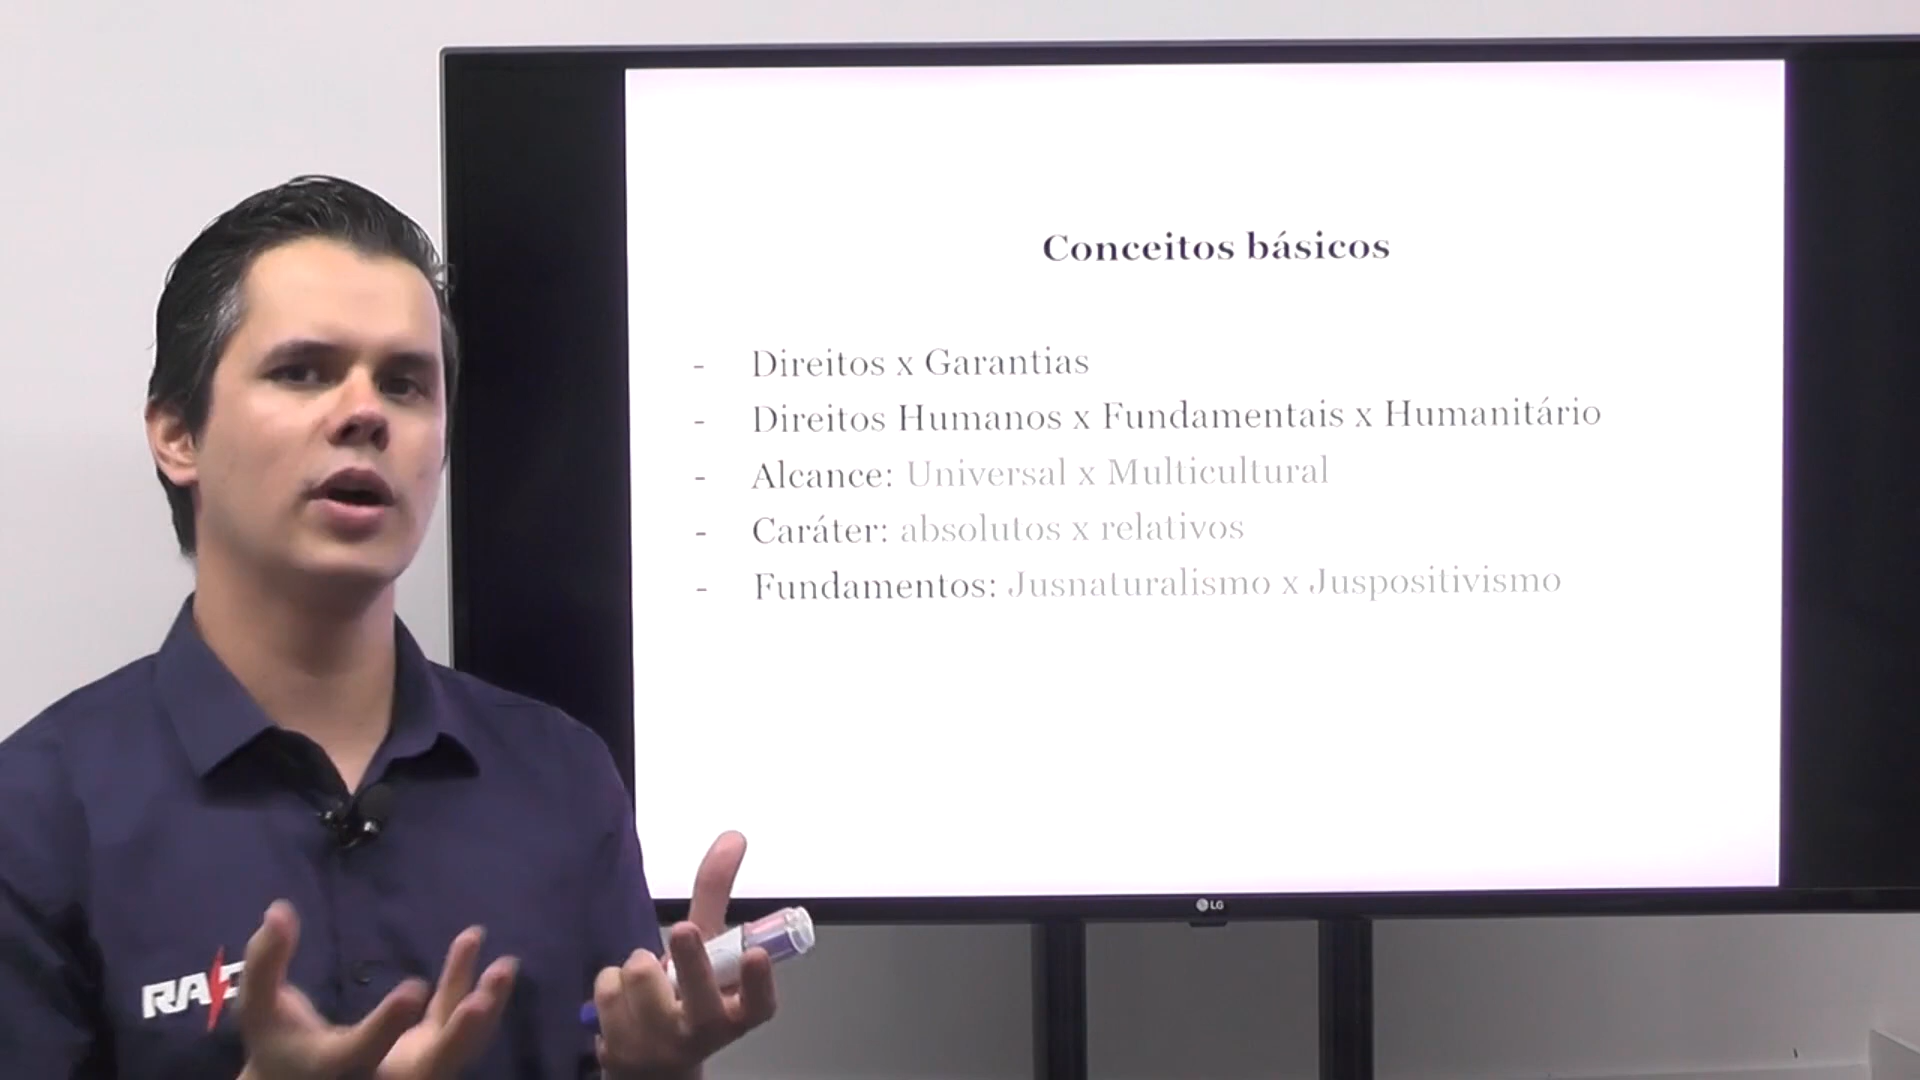 Conceitos básicos
- Direitos x Garantias
- Direitos Humanos x Fundamentais x Humanitário
- Alcance: Universal x Multicultural
- Caráter: absolutos x relativos
- Fundamentos: Jusnaturalismo x Juspositivismo
LG